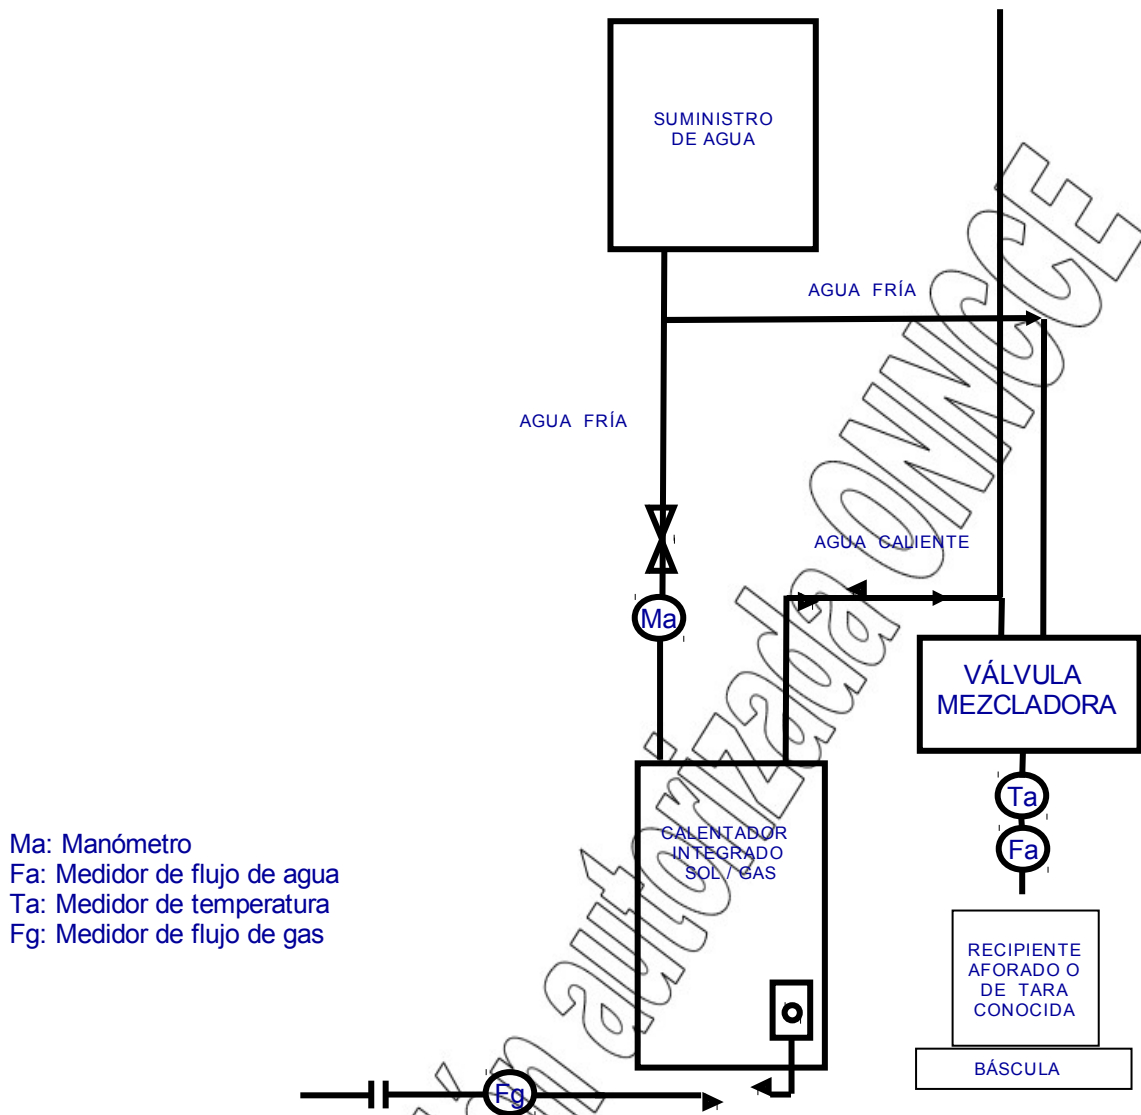 SUMINISTRO
DE AGUA
AGUA FRÍA
AGUA FRÍA
AGUA CALIENTE
Ma
VÁLVULA
MEZCLADORA
Ta
Fa
CALENTADOR
INTEGRADO
SOL / GAS
Ma: Manómetro
Fa: Medidor de flujo de agua
Ta: Medidor de temperatura
Fg: Medidor de flujo de gas
RECIPIENTE
AFORADO O
DE TARA
CONOCIDA
BÁSCULA
Fg
autorizada ONNCCE